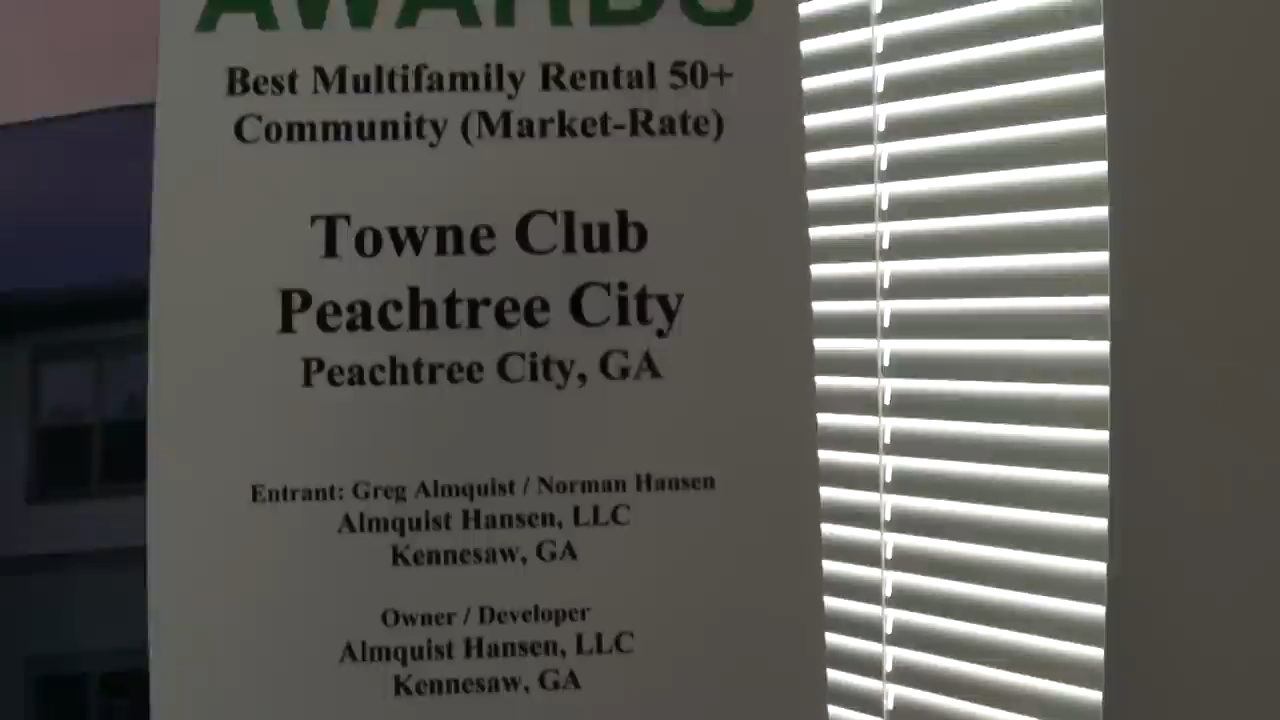 AWARDS
Best Multifamily Rental 50+
Community (Market-Rate)
Towne Club
Peachtree City
Peachtree City, GA
Entrant: Greg Almquist / Norman Hansen
Almquist Hansen, LLC
Kennesaw, GA
Owner / Developer
Almquist Hansen, LLC
Kennesaw, GA